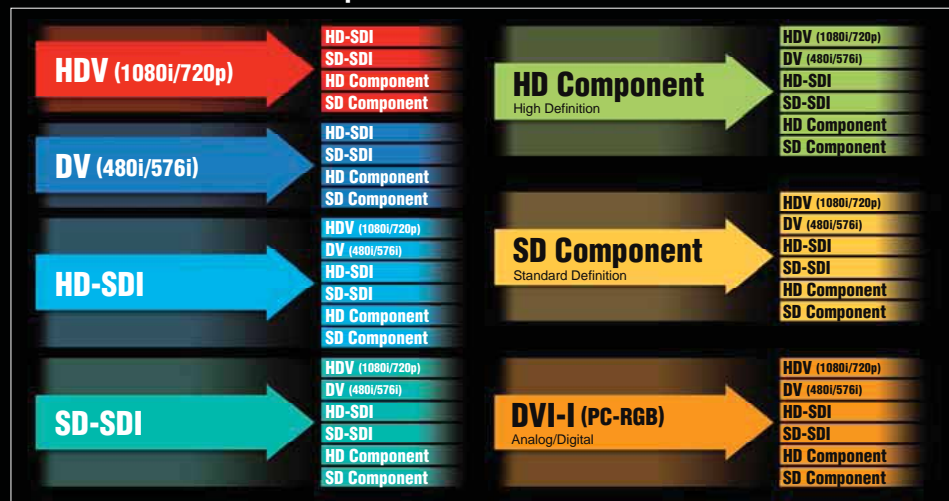 HDV (1080i/720p)
HD-SDI
SD-SDI
HD Component
SD Component
DV (480i/576i)
HD-SDI
SD-SDI
HD Component
SD Component
HD-SDI
HDV (1080i/720p)
DV (480i/576i)
HD-SDI
SD-SDI
HD Component
SD Component
SD-SDI
HDV (1080i/720p)
DV (480i/576i)
HD-SDI
SD-SDI
HD Component
SD Component
HD Component
High Definition
HDV (1080i/720p)
DV (480i/576i)
HD-SDI
SD-SDI
HD Component
SD Component
SD Component
Standard Definition
HDV (1080i/720p)
DV (480i/576i)
HD-SDI
SD-SDI
HD Component
SD Component
DVI-I (PC-RGB)
Analog/Digital
HDV (1080i/720p)
DV (480i/576i)
HD-SDI
SD-SDI
HD Component
SD Component